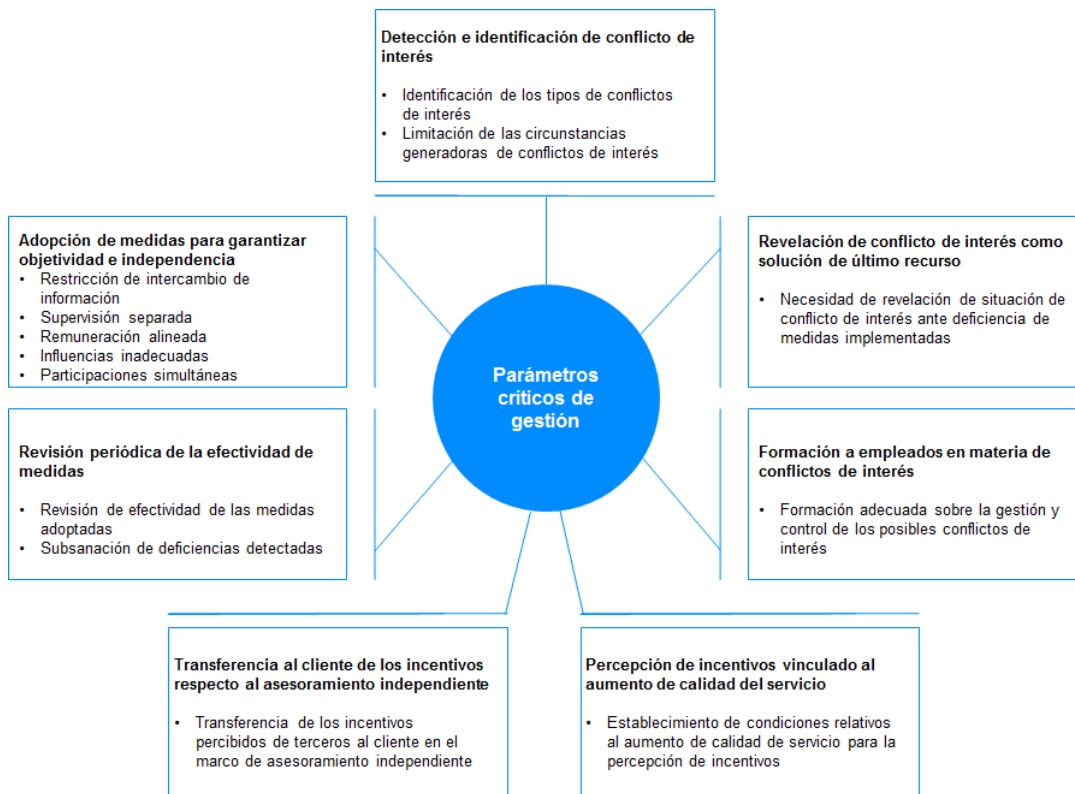 Detección e identificación de conflicto de
interés
• Identificación de los tipos de conflictos
de interés
• Limitación de las circunstancias
generadoras de conflictos de interés
Adopción de medidas para garantizar
objetividad e independencia
• Restricción de intercambio de
información
• Supervisión separada
• Remuneración alineada
• Influencias inadecuadas
• Participaciones simultáneas
Revelación de conflicto de interés como
solución de último recurso
• Necesidad de revelación de situación de
conflicto de interés ante deficiencia de
medidas implementadas
Parámetros
críticos de
gestión
Revisión periódica de la efectividad de
medidas
• Revisión de efectividad de las medidas
adoptadas
• Subsanación de deficiencias detectadas
Formación a empleados en materia de
conflictos de interés
• Formación adecuada sobre la gestión y
control de los posibles conflictos de
interés
Transferencia al cliente de los incentivos
respecto al asesoramiento independiente
• Transferencia de los incentivos
percibidos de terceros al cliente en el
marco de asesoramiento independiente
Percepción de incentivos vinculado al
aumento de calidad del servicio
• Establecimiento de condiciones relativos
al aumento de calidad de servicio para la
percepción de incentivos